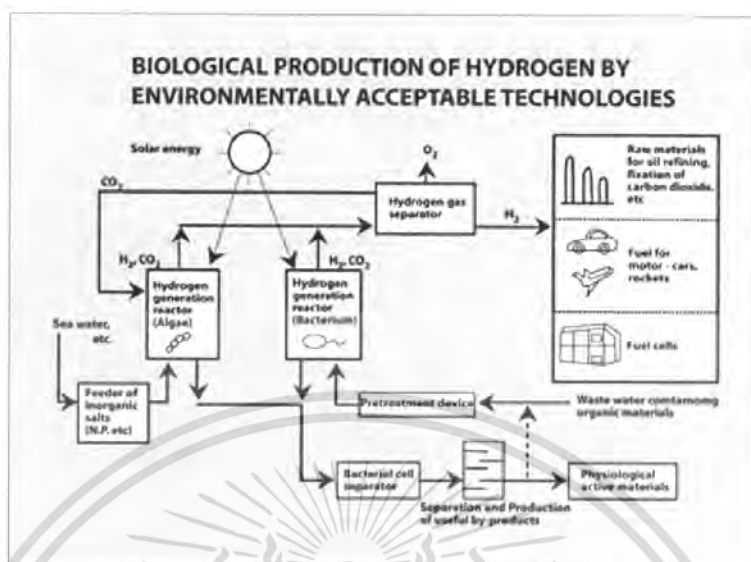 BIOLOGICAL PRODUCTION OF HYDROGEN BY
ENVIRONMENTALLY ACCEPTABLE TECHNOLOGIES
Solar energy
O₂
CO₂
Hydrogen gas
separator
H₂
Raw materials
for oil refining,
fixation of
carbon dioxide,
etc
Fuel for
motor - cars,
rockets
Fuel cells
H₂, CO₂
Hydrogen
generation
reactor
(Algae)
H₂, CO₂
Hydrogen
generation
reactor
(Bacterium)
Sea water,
etc.
Feeder of
inorganic
salts
(N.P. etc)
Pretreatment device
Waste water comtarnomg
organic materials
Bacterial cell
separator
Separation and Production
of useful by-products
Physiological
active materials